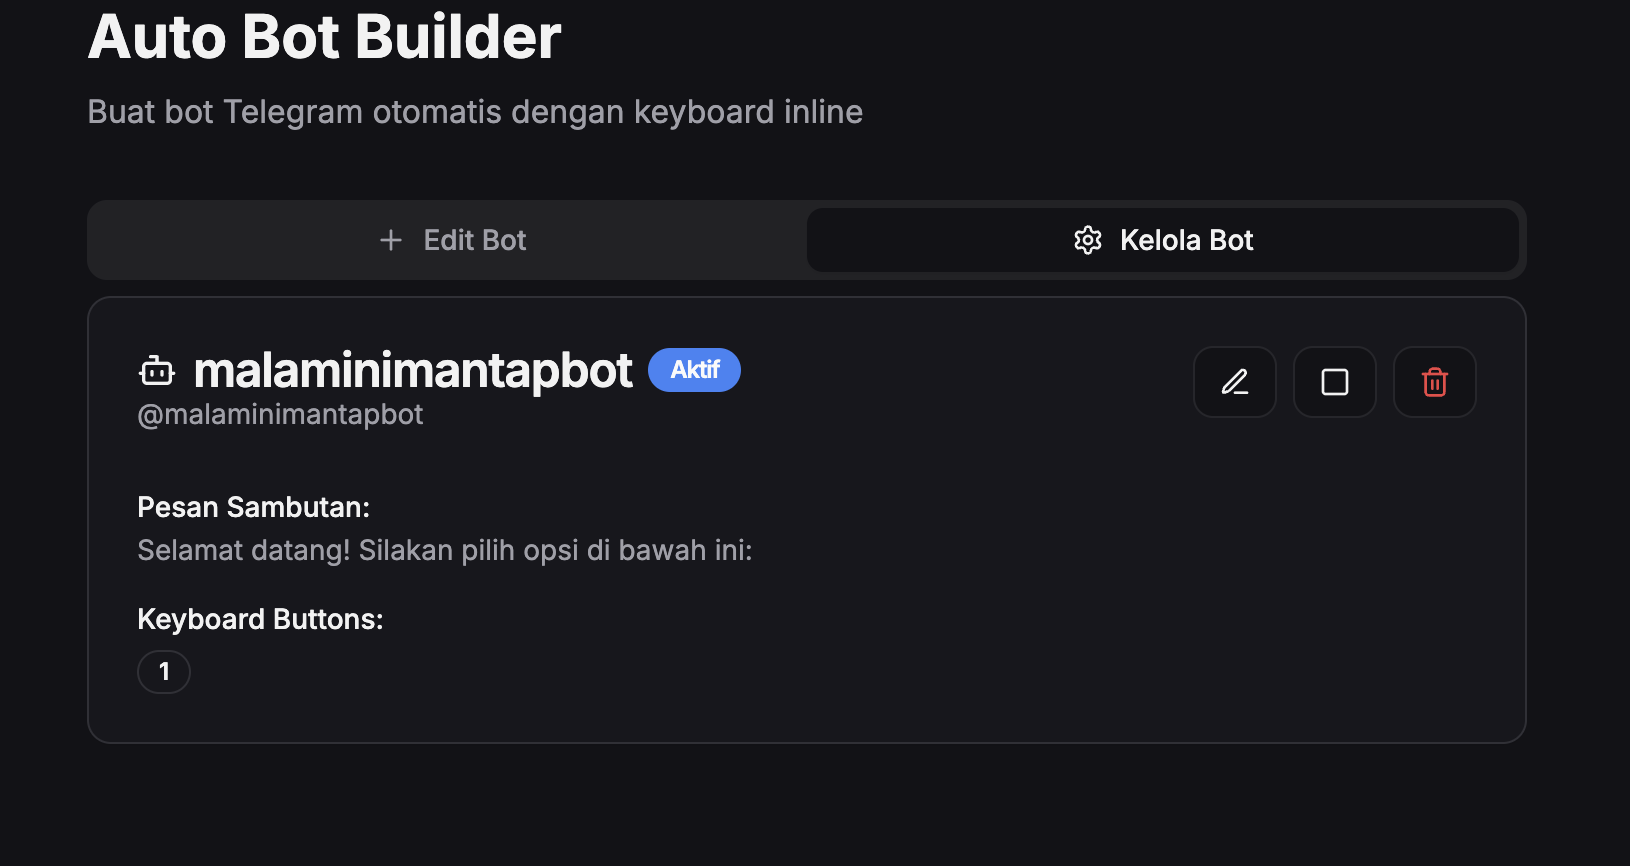 Auto Bot Builder
Buat bot Telegram otomatis dengan keyboard inline
Edit Bot
Kelola Bot
malaminimantapbot Aktif
@malaminimantapbot
Pesan Sambutan:
Selamat datang! Silakan pilih opsi di bawah ini:
Keyboard Buttons:
1